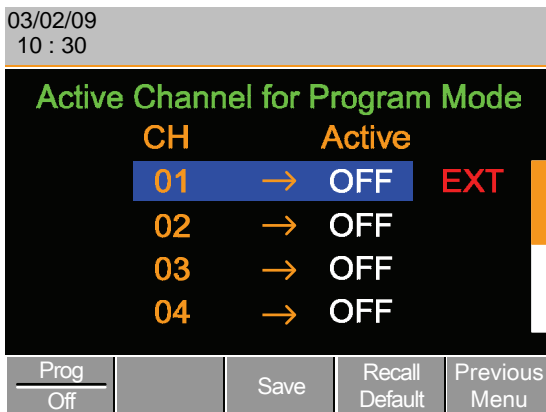 03/02/09
10 : 30
Active Channel for Program Mode
CH Active
01 → OFF EXT
02 → OFF
03 → OFF
04 → OFF
Prog
Off
Save
Recall
Default
Previous
Menu